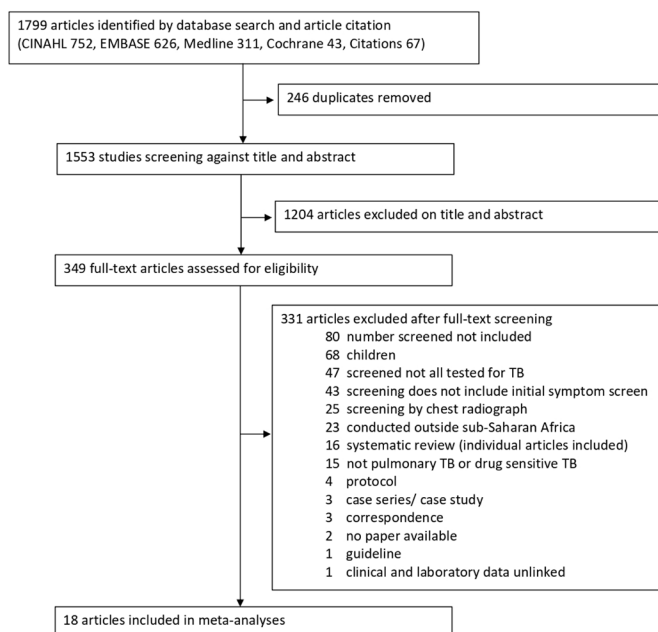 1799 articles identified by database search and article citation
(CINAHL 752, EMBASE 626, Medline 311, Cochrane 43, Citations 67)
246 duplicates removed
1553 studies screening against title and abstract
1204 articles excluded on title and abstract
349 full-text articles assessed for eligibility
331 articles excluded after full-text screening
80 number screened not included
68 children
47 screened not all tested for TB
43 screening does not include initial symptom screen
25 screening by chest radiograph
23 conducted outside sub-Saharan Africa
16 systematic review (individual articles included)
15 not pulmonary TB or drug sensitive TB
4 protocol
3 case series/ case study
3 correspondence
2 no paper available
1 guideline
1 clinical and laboratory data unlinked
18 articles included in meta-analyses